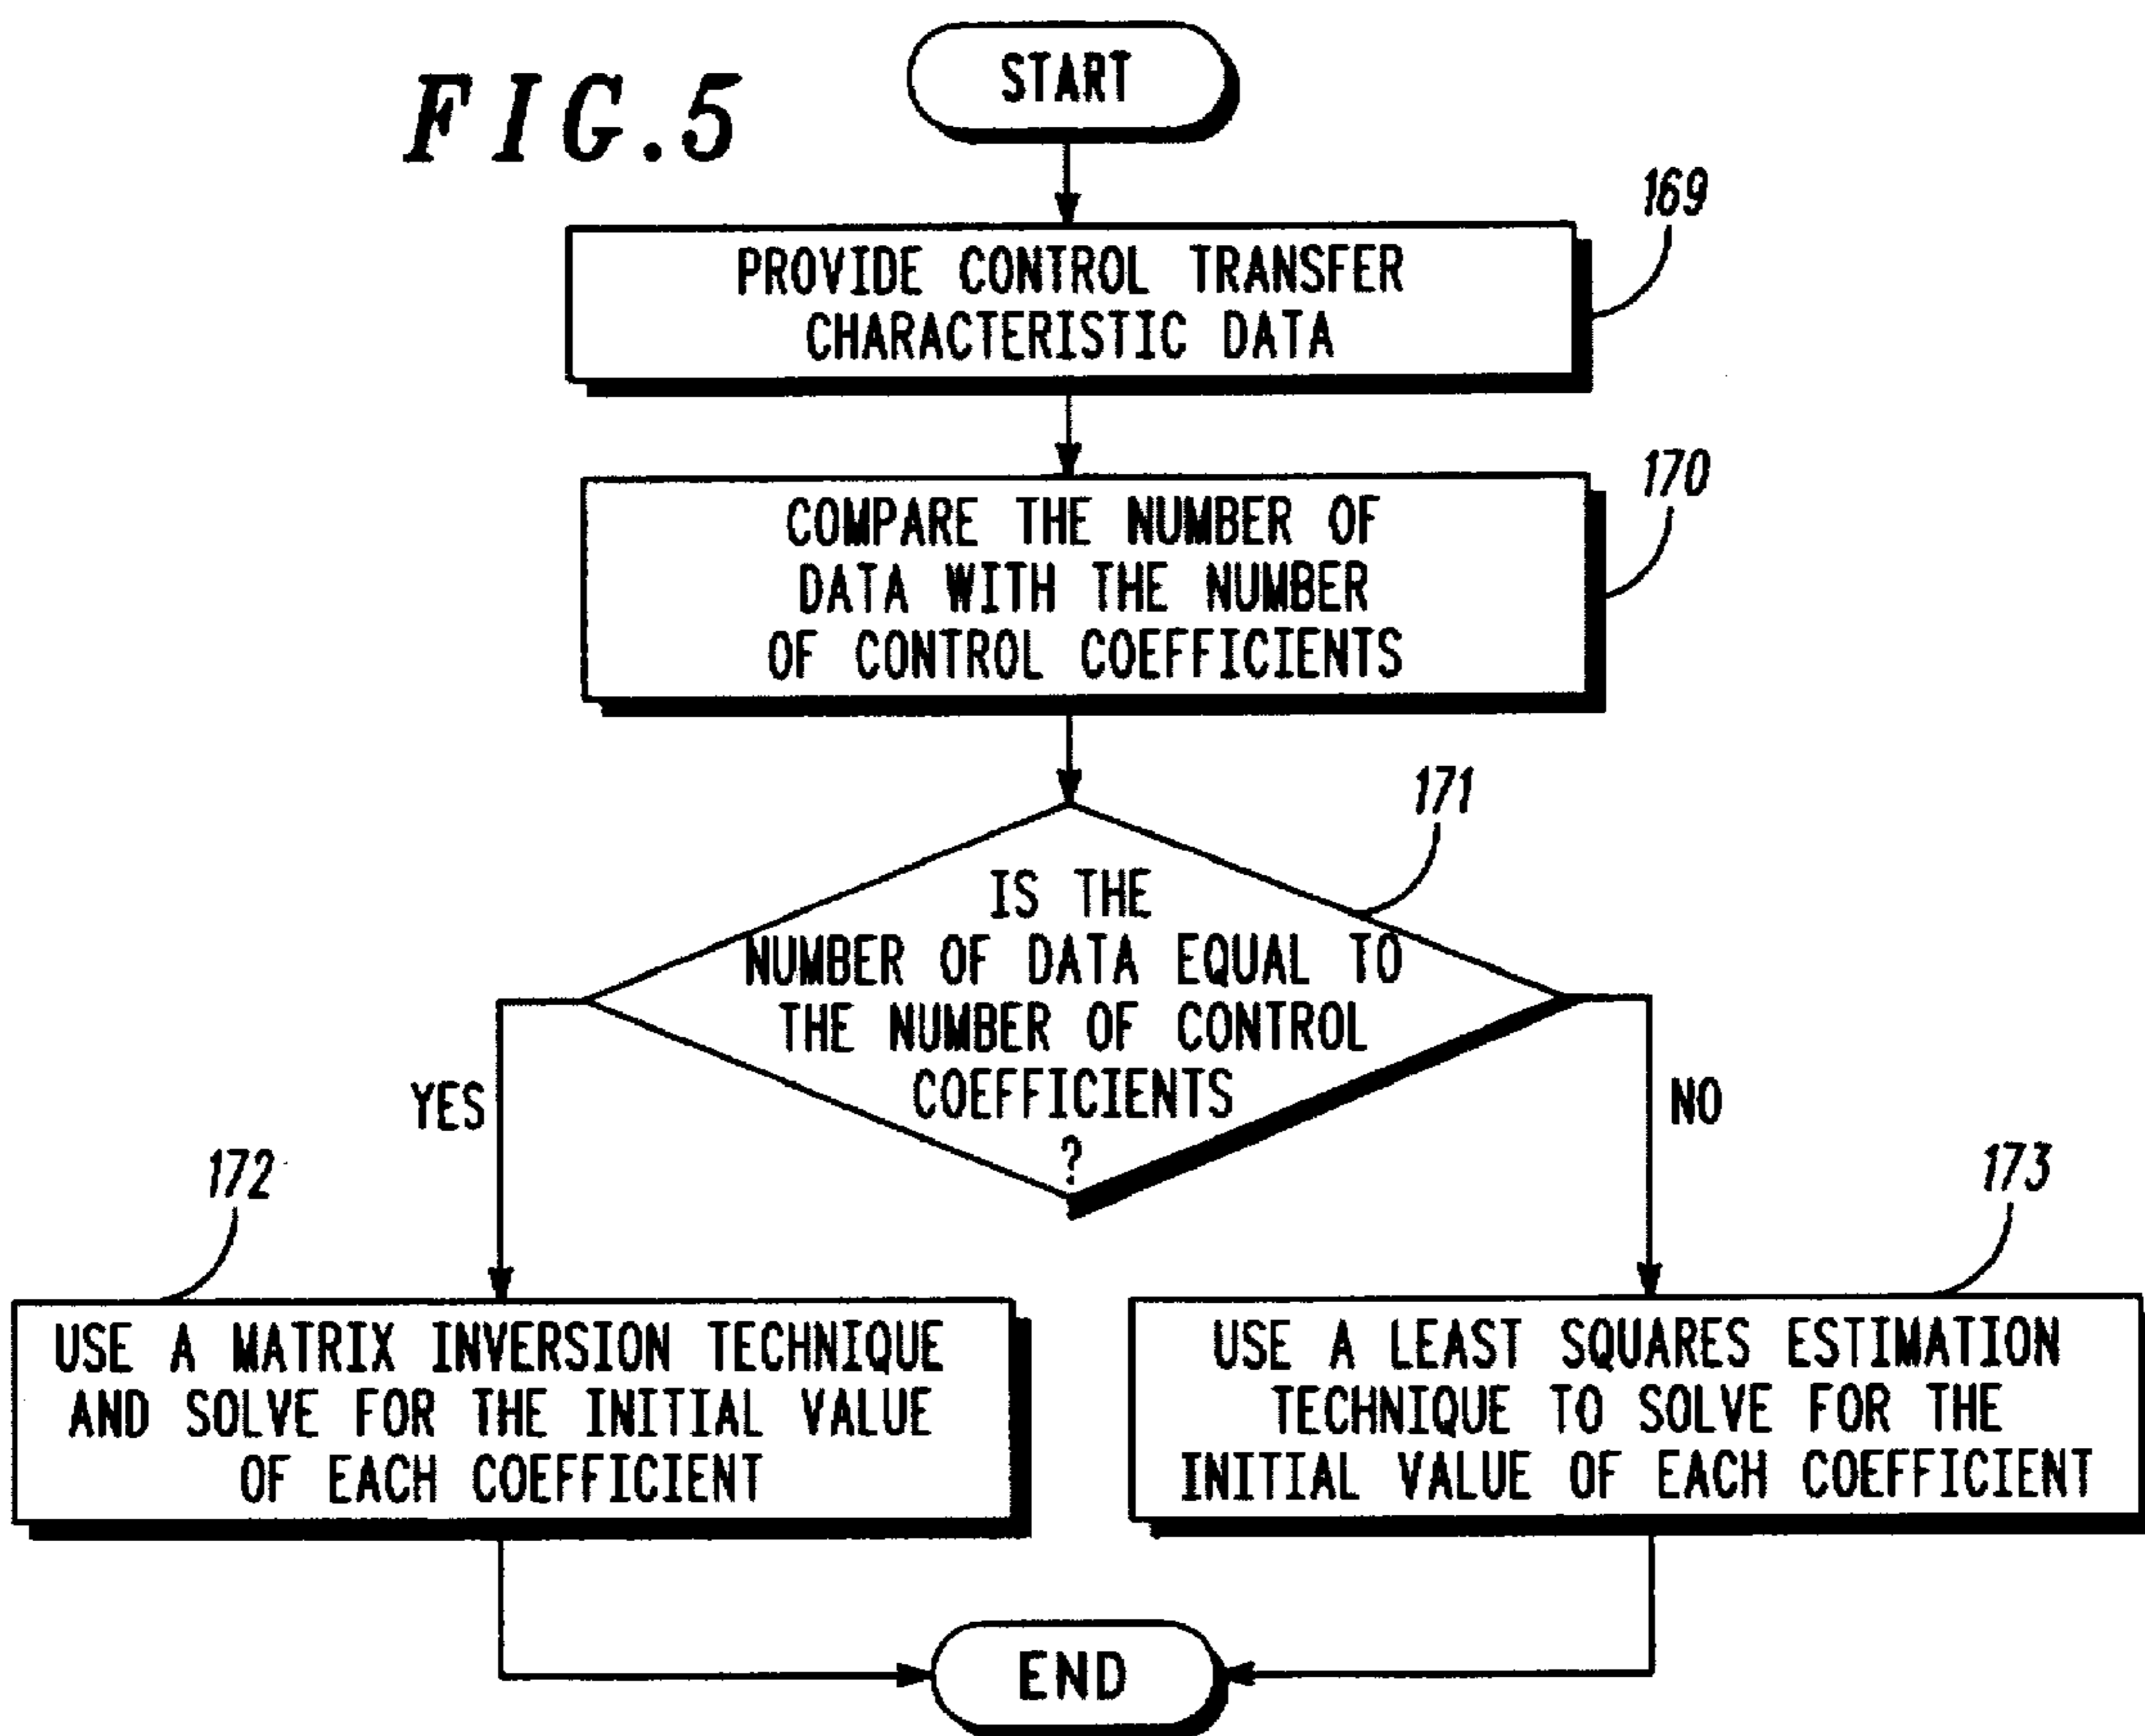 FIG.5
START
169
PROVIDE CONTROL TRANSFER
CHARACTERISTIC DATA
170
COMPARE THE NUMBER OF
DATA WITH THE NUMBER
OF CONTROL COEFFICIENTS
171
IS THE
NUMBER OF DATA EQUAL TO
THE NUMBER OF CONTROL
COEFFICIENTS
?
YES
NO
172
173
USE A MATRIX INVERSION TECHNIQUE
AND SOLVE FOR THE INITIAL VALUE
OF EACH COEFFICIENT
USE A LEAST SQUARES ESTIMATION
TECHNIQUE TO SOLVE FOR THE
INITIAL VALUE OF EACH COEFFICIENT
END